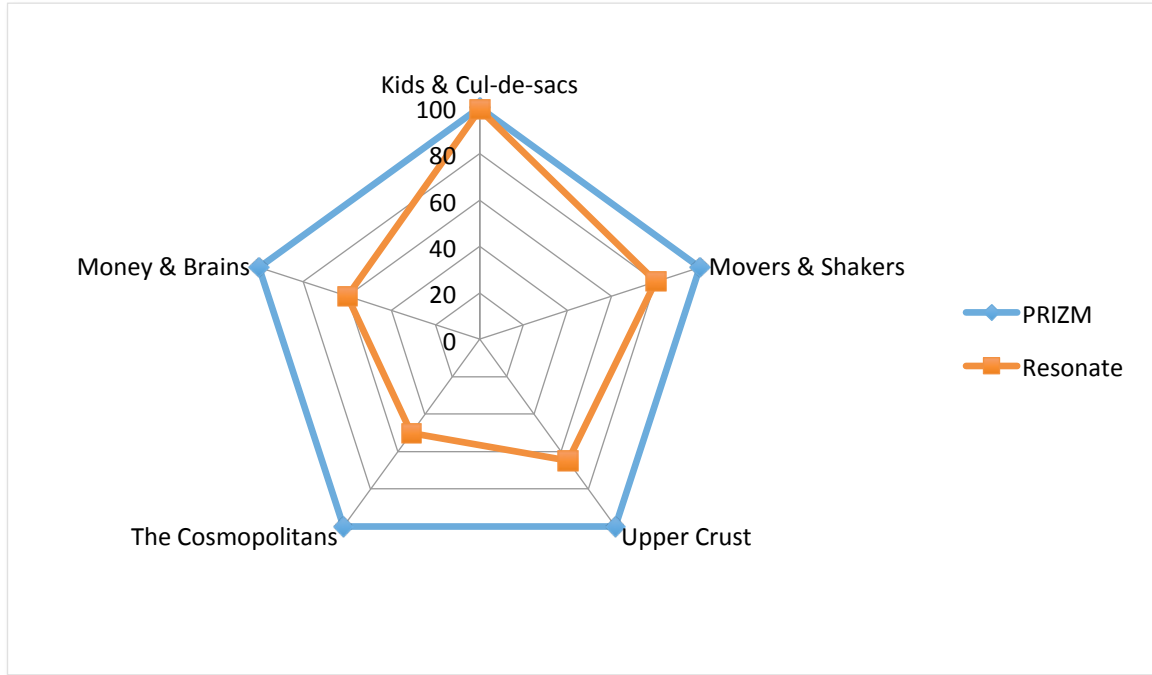 Kids & Cul-de-sacs
100
80
60
40
20
0
Money & Brains
Movers & Shakers
The Cosmopolitans
Upper Crust
PRIZM
Resonate